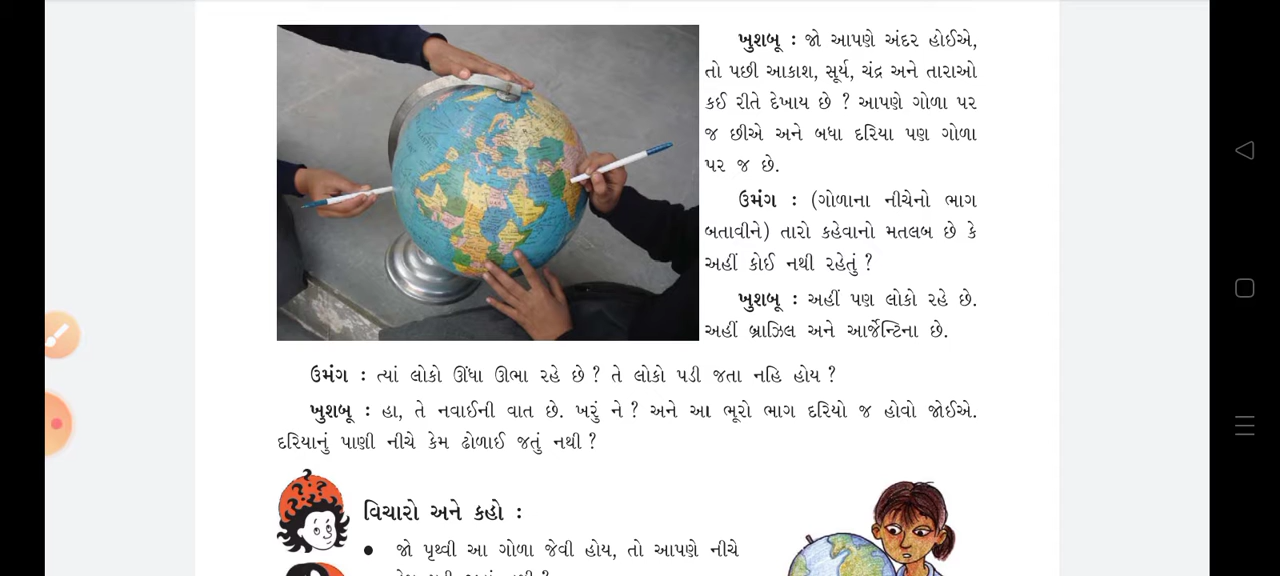 ખુશબૂ : જો આપણે અંદર હોઈએ,
તો પછી આકાશ, સૂર્ય, ચંદ્ર અને તારાઓ
કઈ રીતે દેખાય છે ? આપણે ગોળા પર
જ છીએ અને બધા દરિયા પણ ગોળા
પર જ છે.
ઉમંગ : (ગોળાના નીચેનો ભાગ
બતાવીને) તારો કહેવાનો મતલબ છે કે
અહીં કોઈ નથી રહેતું ?
ખુશબૂ : અહીં પણ લોકો રહે છે.
અહીં બ્રાઝિલ અને આર્જેન્ટિના છે.
ઉમંગ : ત્યાં લોકો ઊંધા ઊભા રહે છે ? તે લોકો પડી જતા નહિ હોય ?
ખુશબૂ : હા, તે નવાઈની વાત છે. ખરું ને ? અને આ ભૂરો ભાગ દરિયો જ હોવો જોઈએ.
દરિયાનું પાણી નીચે કેમ ઢોળાઈ જતું નથી ?
વિચારો અને કહો :
• જો પૃથ્વી આ ગોળા જેવી હોય, તો આપણે નીચે